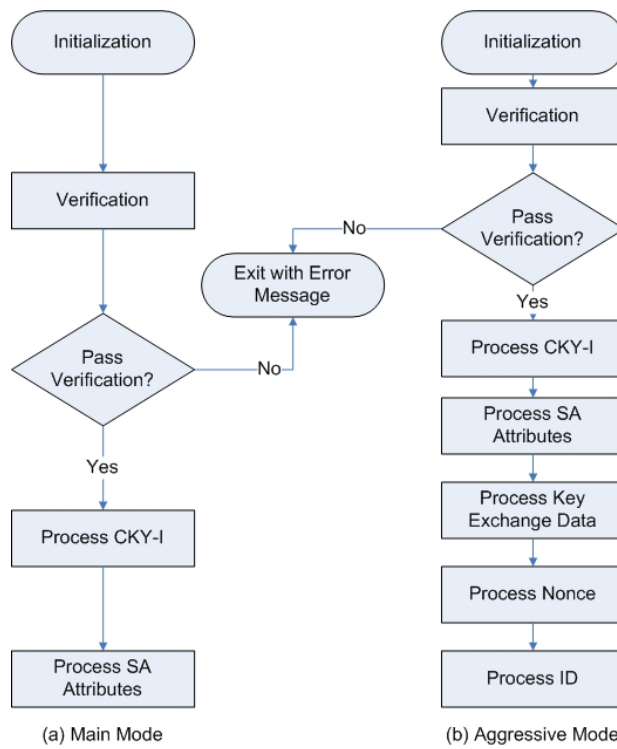 Initialization
Verification
Pass
Verification?
No
Yes
Process CKY-I
Process SA
Attributes
(a) Main Mode
Exit with Error
Message
Initialization
Verification
Pass
Verification?
No
Yes
Process CKY-I
Process SA
Attributes
Process Key
Exchange Data
Process Nonce
Process ID
(b) Aggressive Mode